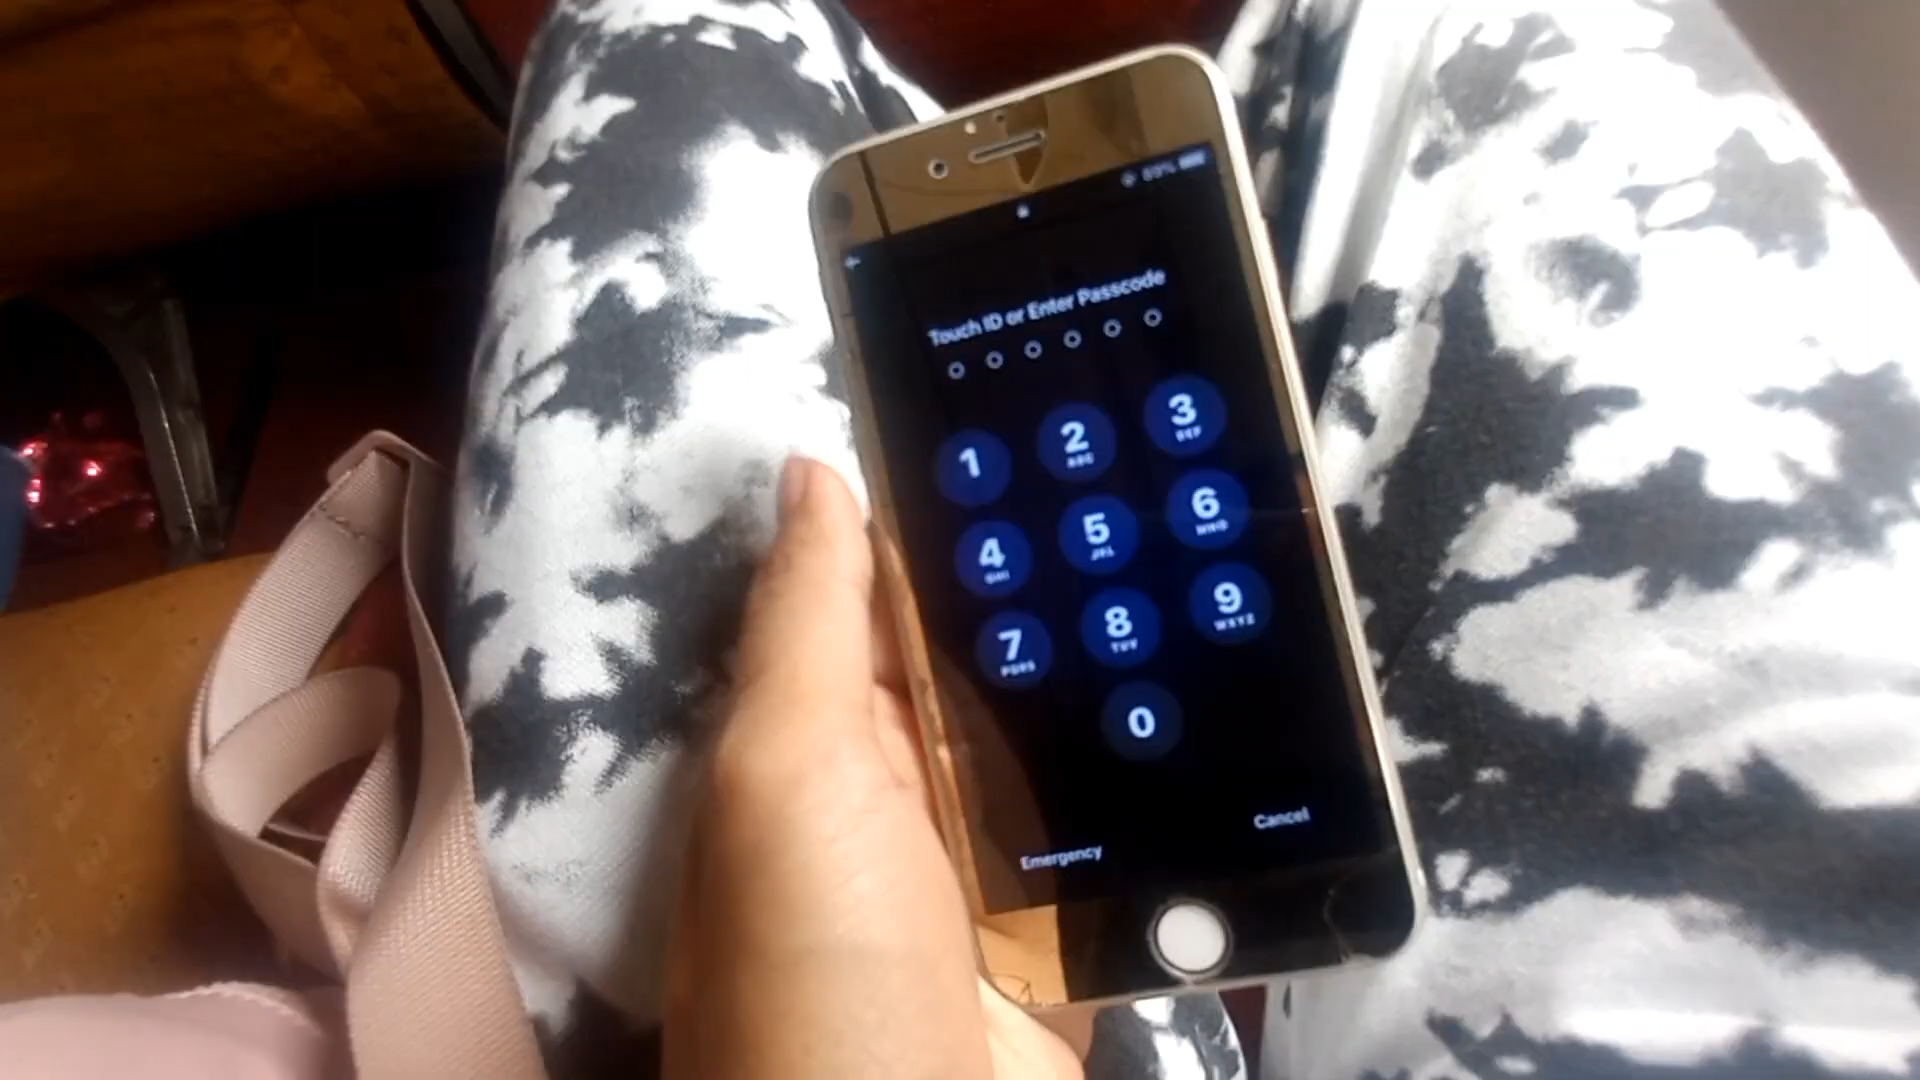 89%
Touch ID or Enter Passcode
1 2 3
ABC DEF
4 5 6
GHI JKL MNO
7 8 9
PQRS TUV WXYZ
0
Emergency Cancel